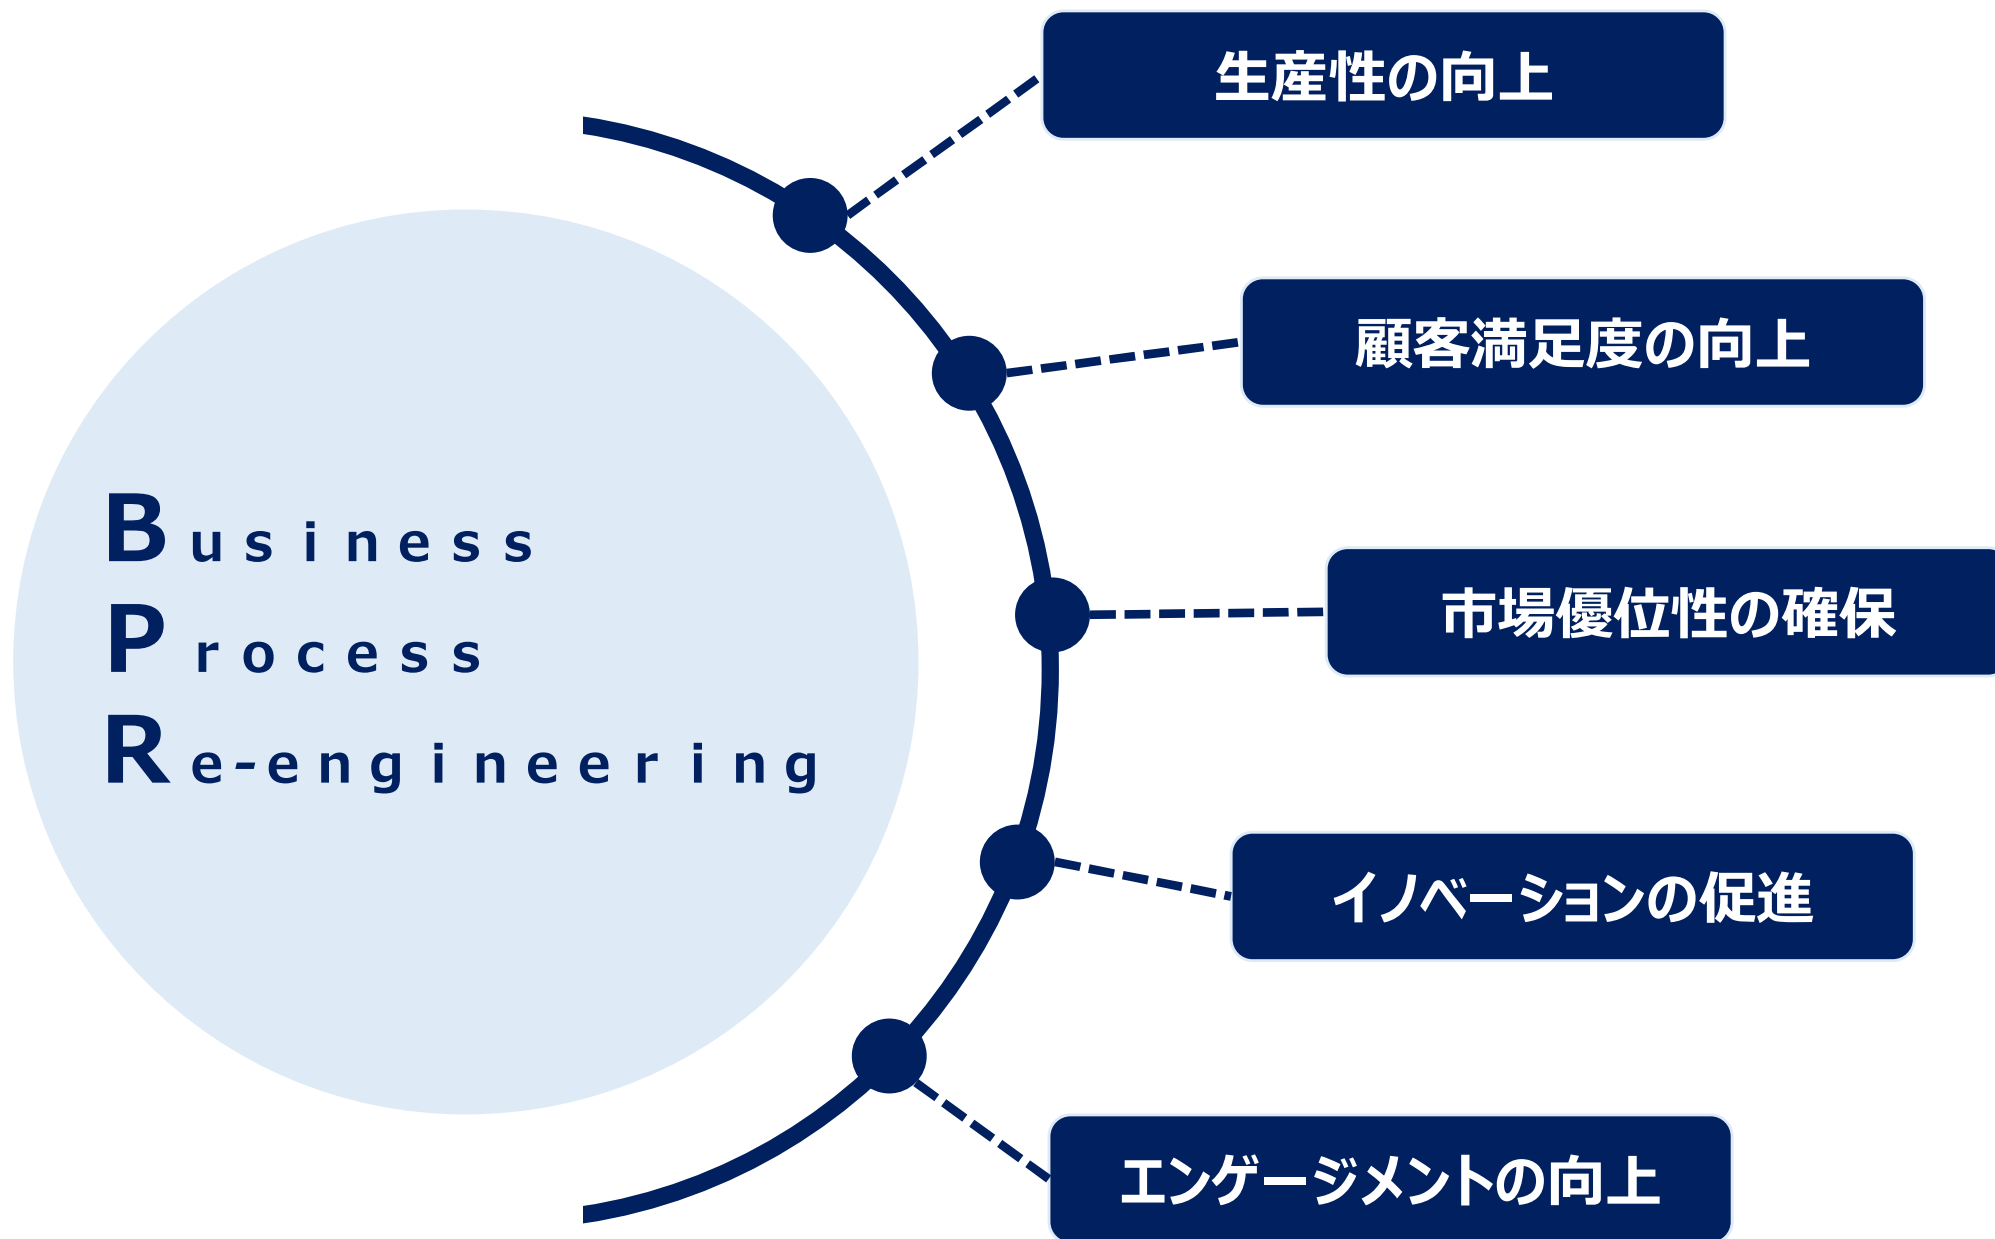 Business
Process
Re-engineering
生産性の向上
顧客満足度の向上
市場優位性の確保
イノベーションの促進
エンゲージメントの向上